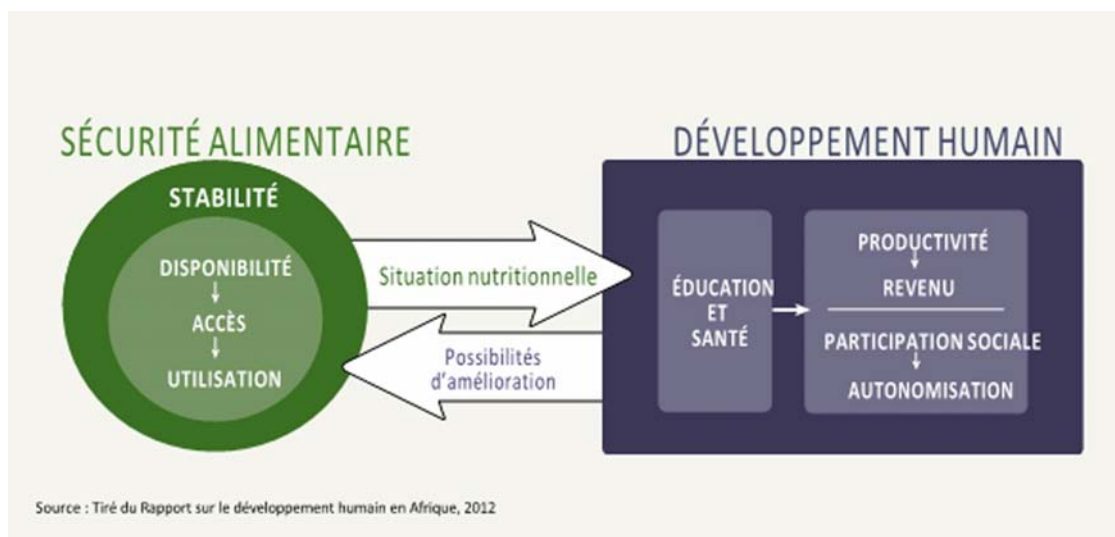 SÉCURITÉ ALIMENTAIRE
STABILITÉ
DISPONIBILITÉ
ACCÈS
UTILISATION
Situation nutritionnelle
Possibilités
d'amélioration
DÉVELOPPEMENT HUMAIN
ÉDUCATION
ET
SANTÉ
PRODUCTIVITÉ
REVENU
PARTICIPATION SOCIALE
AUTONOMISATION
Source : Tiré du Rapport sur le développement humain en Afrique, 2012